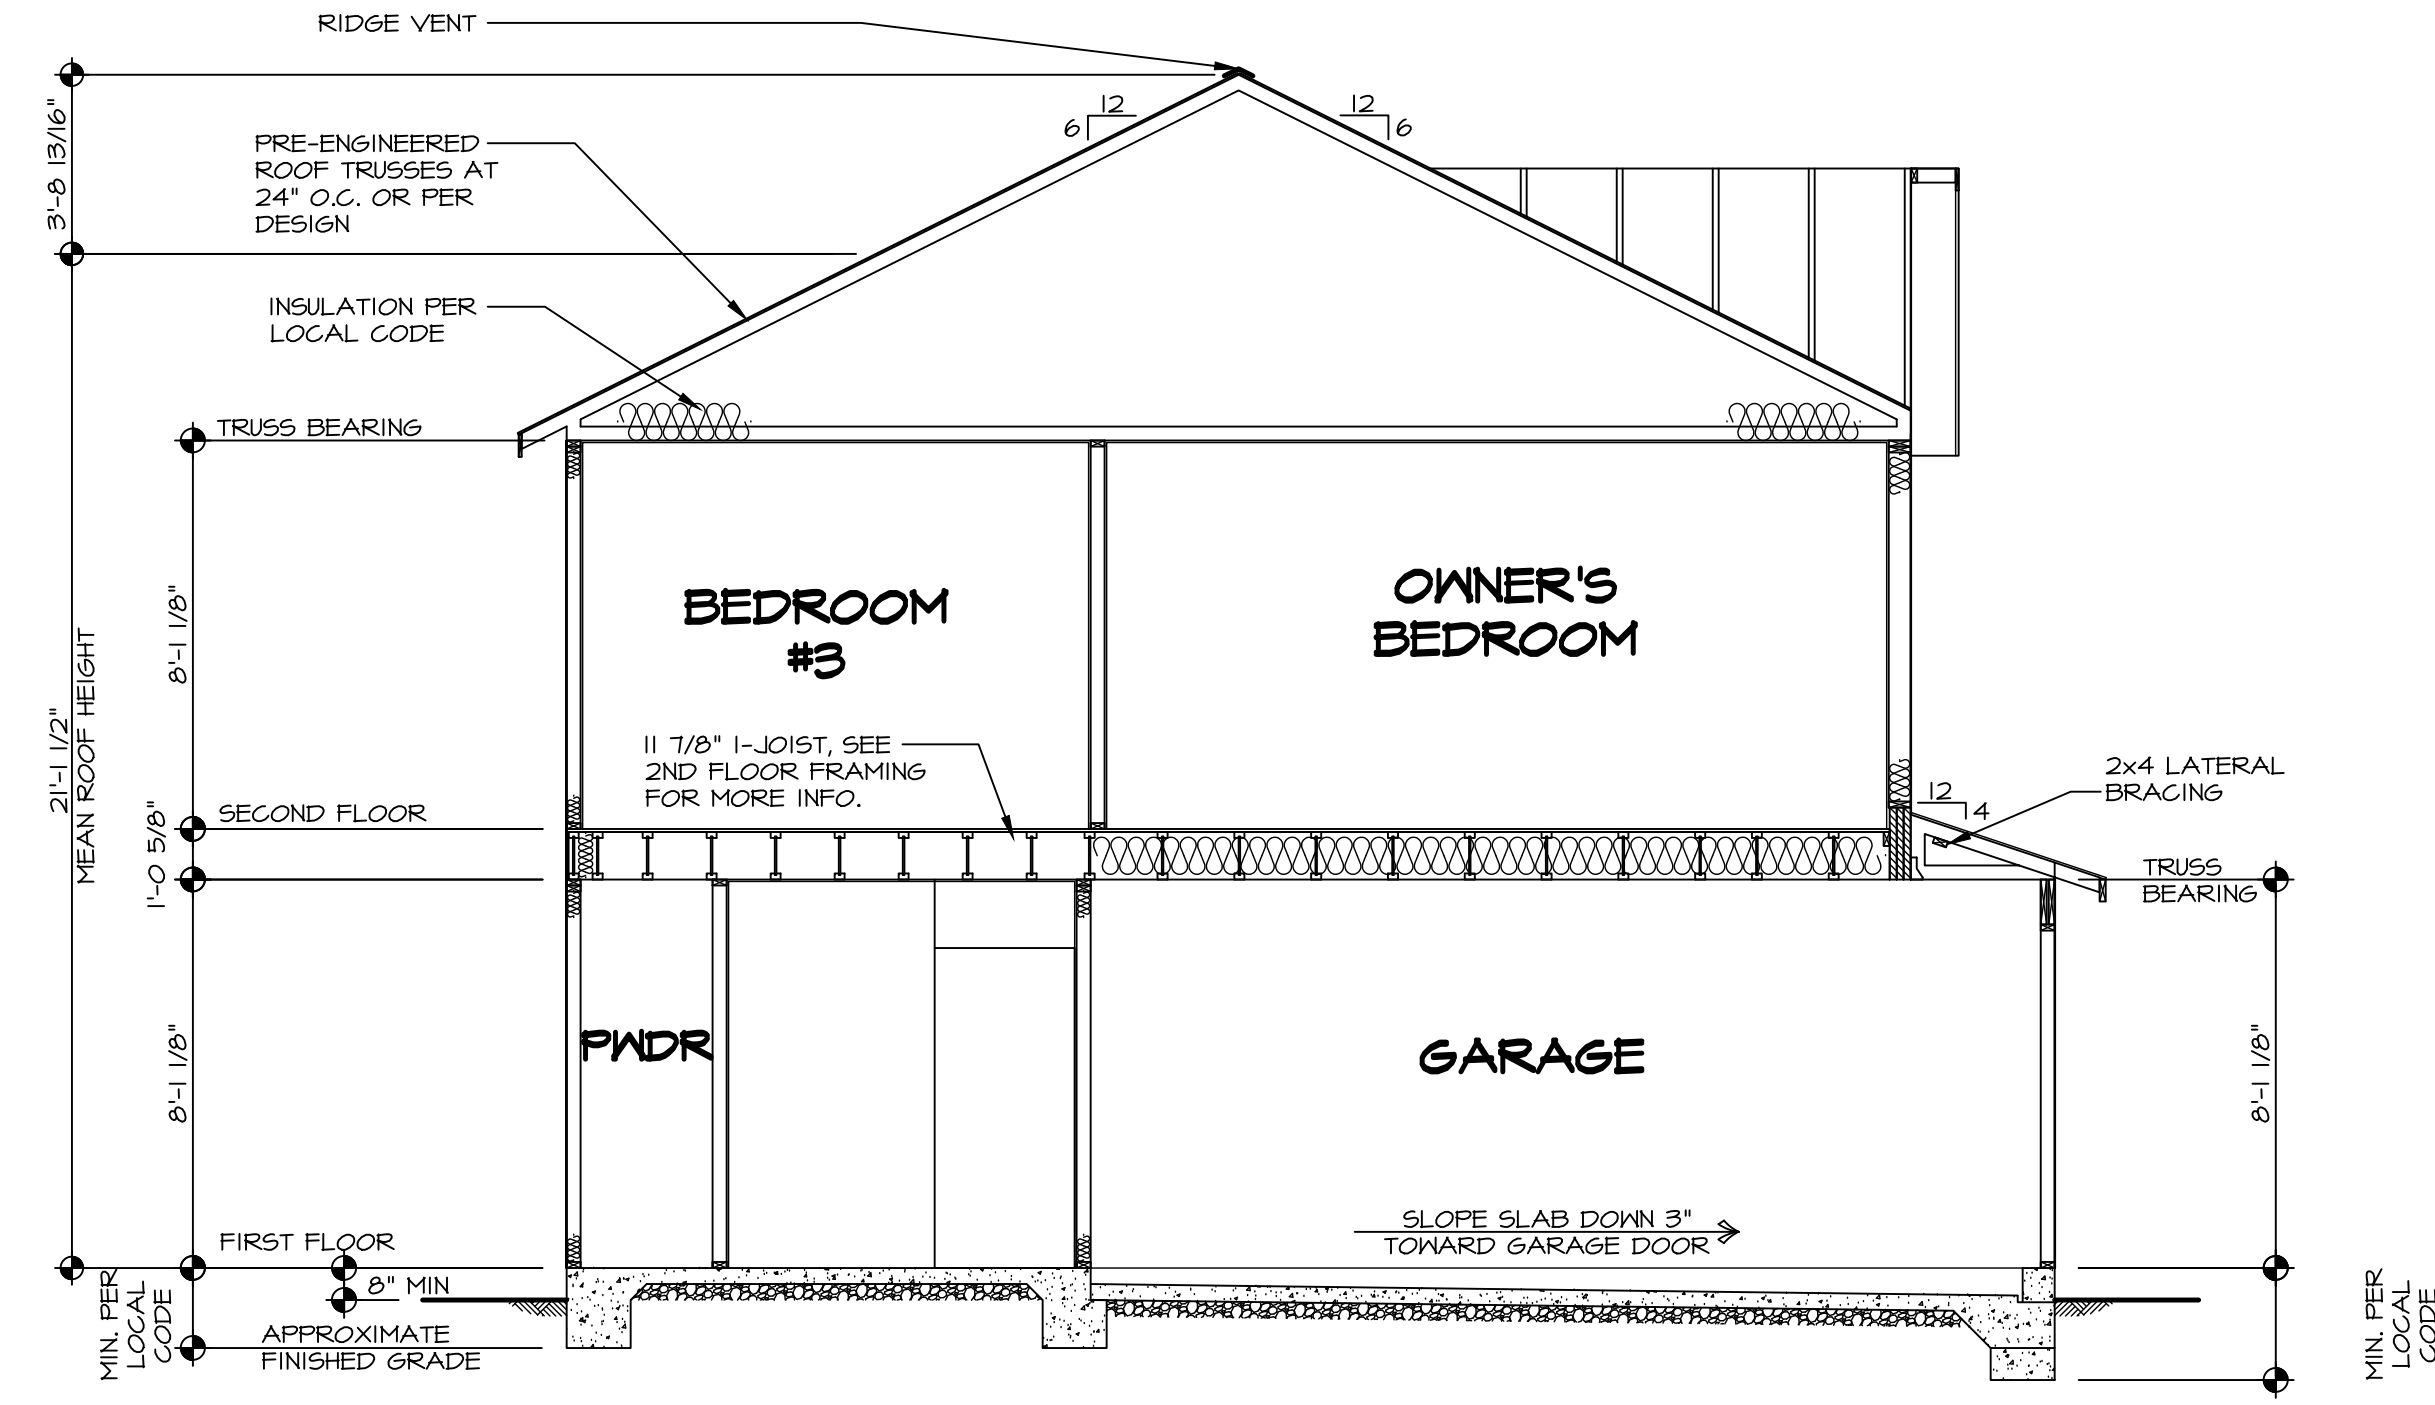 RIDGE VENT
3'-8 13/16"
12
6
12
6
PRE-ENGINEERED
ROOF TRUSSES AT
24" O.C. OR PER
DESIGN
INSULATION PER
LOCAL CODE
TRUSS BEARING
8'-1 1/8"
21'-1 1/2"
MEAN ROOF HEIGHT
BEDROOM
#3
OWNER'S
BEDROOM
11 7/8" I-JOIST, SEE
2ND FLOOR FRAMING
FOR MORE INFO.
SECOND FLOOR
1'-0 5/8"
12
4
2x4 LATERAL
BRACING
TRUSS
BEARING
8'-1 1/8"
PWDR
GARAGE
8'-1 1/8"
SLOPE SLAB DOWN 3"
TOWARD GARAGE DOOR
FIRST FLOOR
8" MIN
MIN. PER
LOCAL
CODE
APPROXIMATE
FINISHED GRADE
MIN. PER
LOCAL
CODE